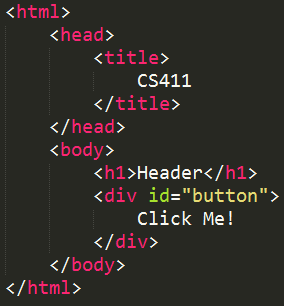 <html>
    <head>
        <title>
            CS411
        </title>
    </head>
    <body>
        <h1>Header</h1>
        <div id="button">
            Click Me!
        </div>
    </body>
</html>